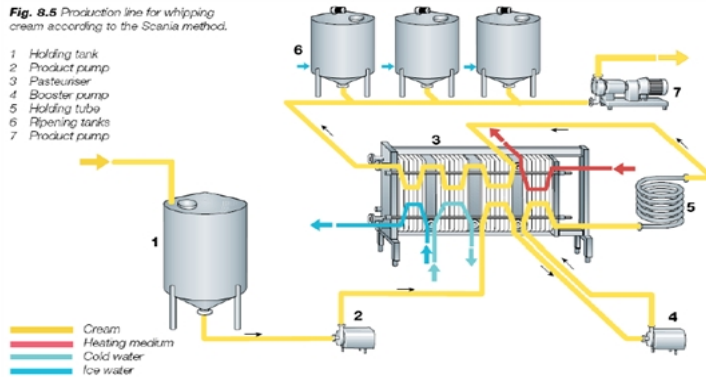 Fig. 8.5 Production line for whipping
cream according to the Scania method.
1 Holding tank
2 Product pump
3 Pasteuriser
4 Booster pump
5 Holding tube
6 Ripening tanks
7 Product pump
6
7
3
5
1
2
4
Cream
Heating medium
Cold water
Ice water